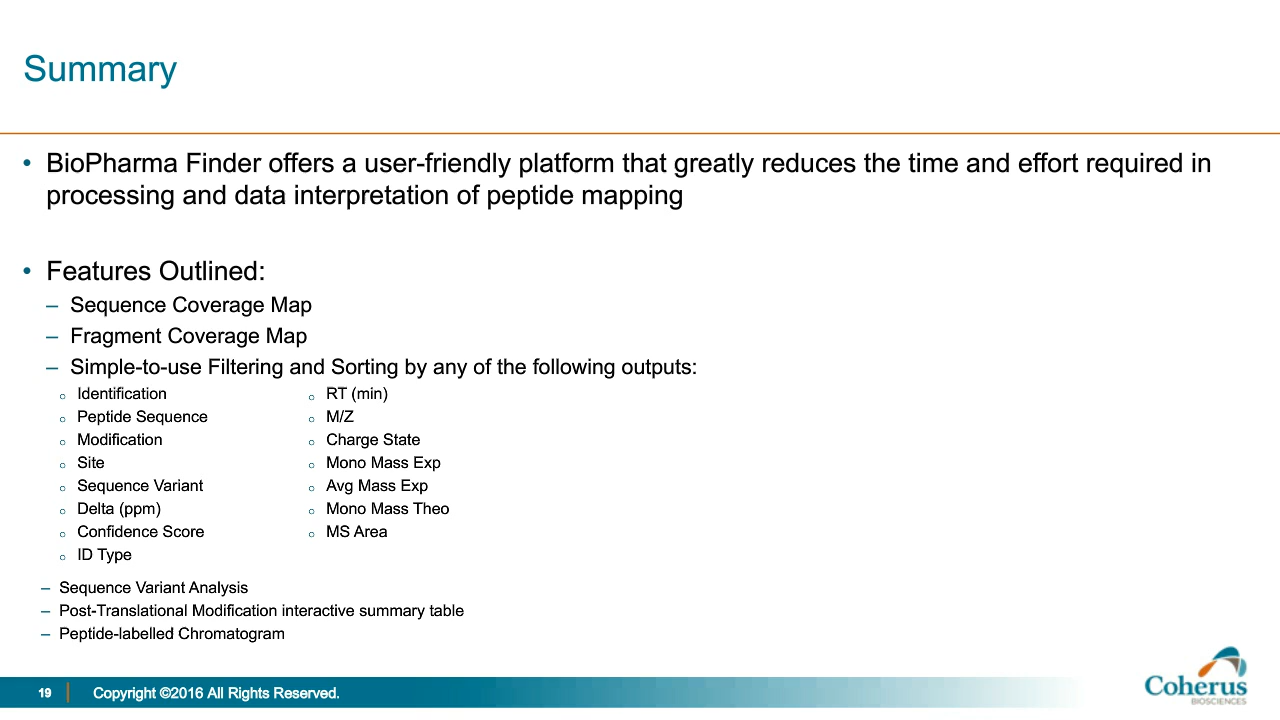 Summary
• BioPharma Finder offers a user-friendly platform that greatly reduces the time and effort required in
processing and data interpretation of peptide mapping
• Features Outlined:
– Sequence Coverage Map
– Fragment Coverage Map
– Simple-to-use Filtering and Sorting by any of the following outputs:
o Identification
o Peptide Sequence
o Modification
o Site
o Sequence Variant
o Delta (ppm)
o Confidence Score
o ID Type
o RT (min)
o M/Z
o Charge State
o Mono Mass Exp
o Avg Mass Exp
o Mono Mass Theo
o MS Area
– Sequence Variant Analysis
– Post-Translational Modification interactive summary table
– Peptide-labelled Chromatogram
19
Copyright ©2016 All Rights Reserved.
Coherus
BIOSCIENCES